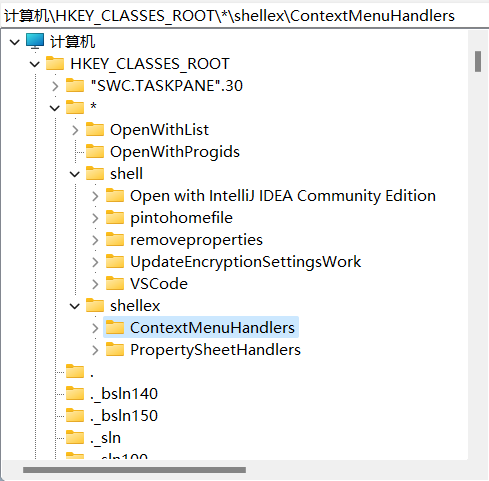 计算机\HKEY_CLASSES_ROOT\*\shellex\ContextMenuHandlers
计算机
HKEY_CLASSES_ROOT
"SWC.TASKPANE".30
*
OpenWithList
OpenWithProgids
shell
Open with IntelliJ IDEA Community Edition
pintohomefile
removeproperties
UpdateEncryptionSettingsWork
VSCode
shellex
ContextMenuHandlers
PropertySheetHandlers
.
._bsln140
._bsln150
._sln
._sln100